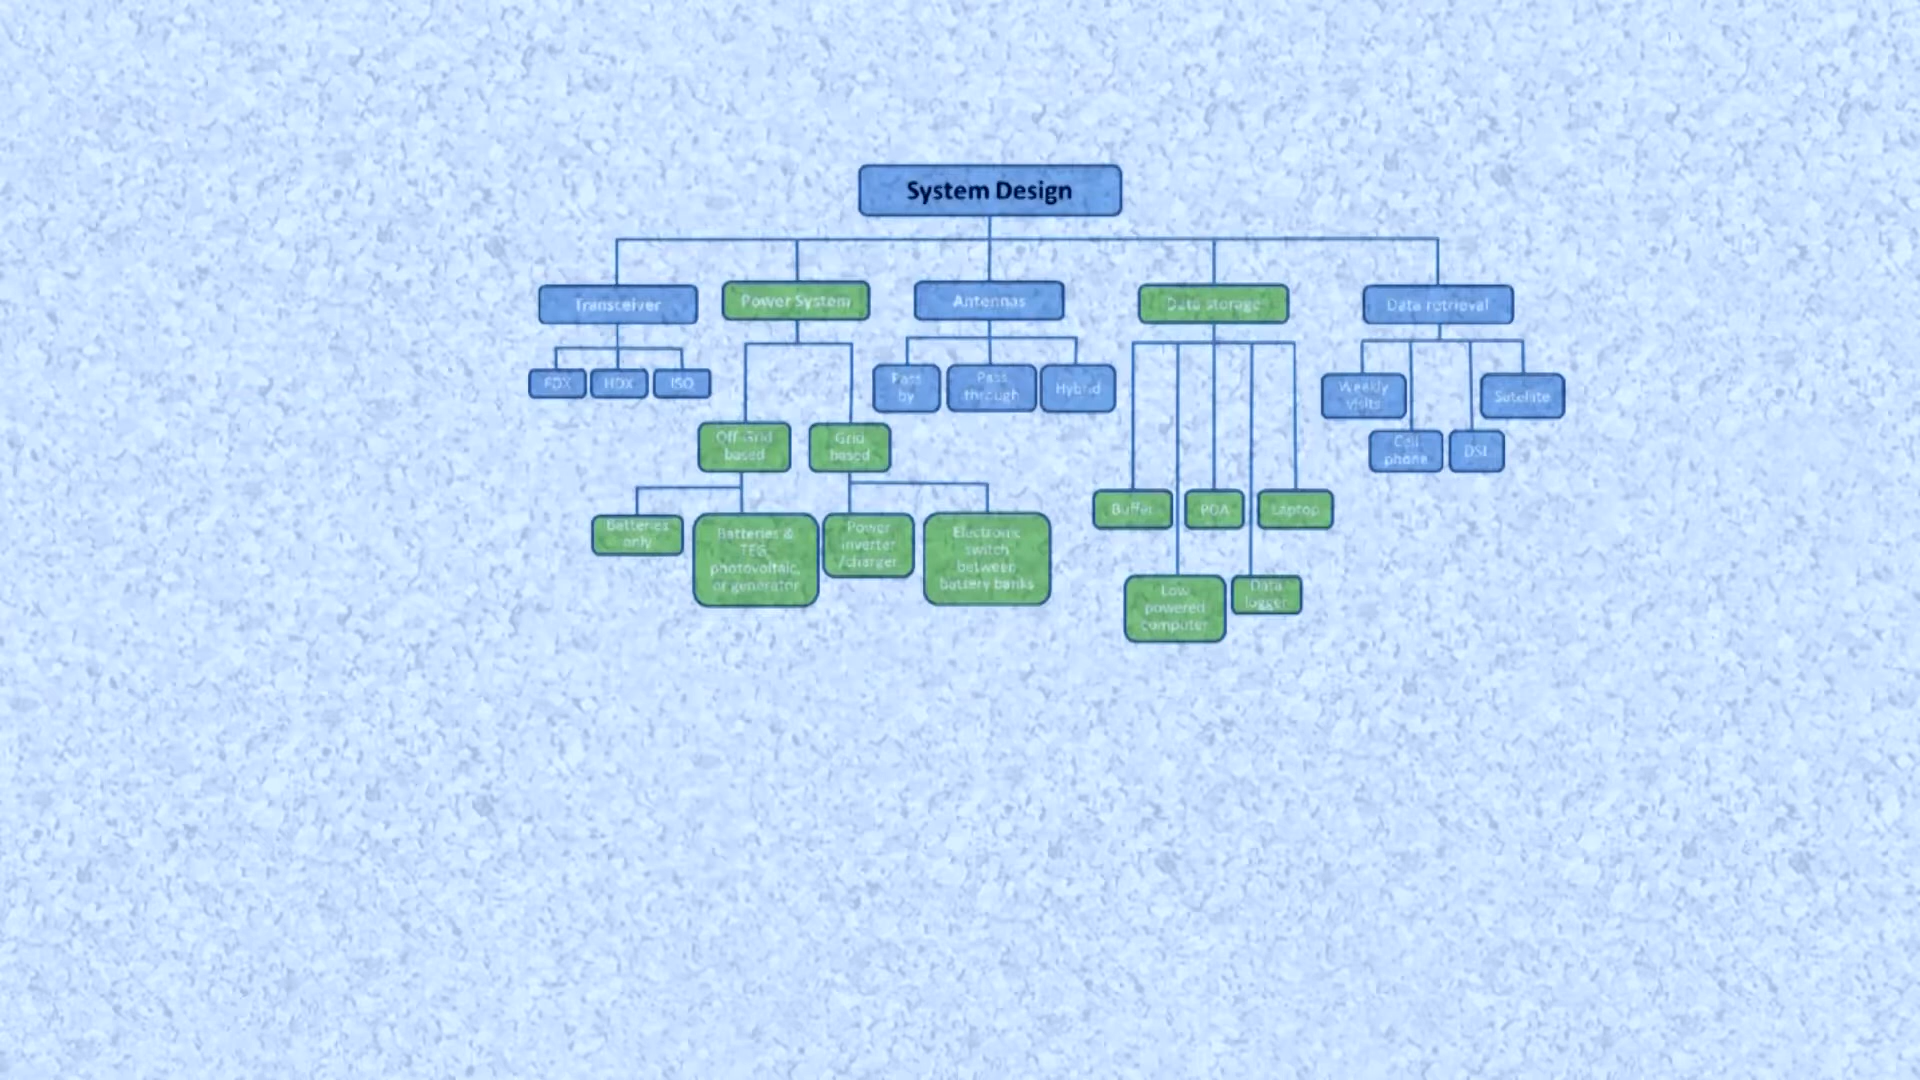 System Design
Transceiver
Power System
Antennas
Data storage
Data retrieval
FDX
HDX
ISO
Off Grid
based
Grid
based
Batteries
only
Batteries &
TEG,
photovoltaic,
or generator
Power
inverter
/charger
Electronic
switch
between
battery banks
Pass
by
Pass
through
Hybrid
Buffer
PDA
Laptop
Low
powered
computer
Data
logger
Weekly
visits
Cell
phone
DSL
Satelite